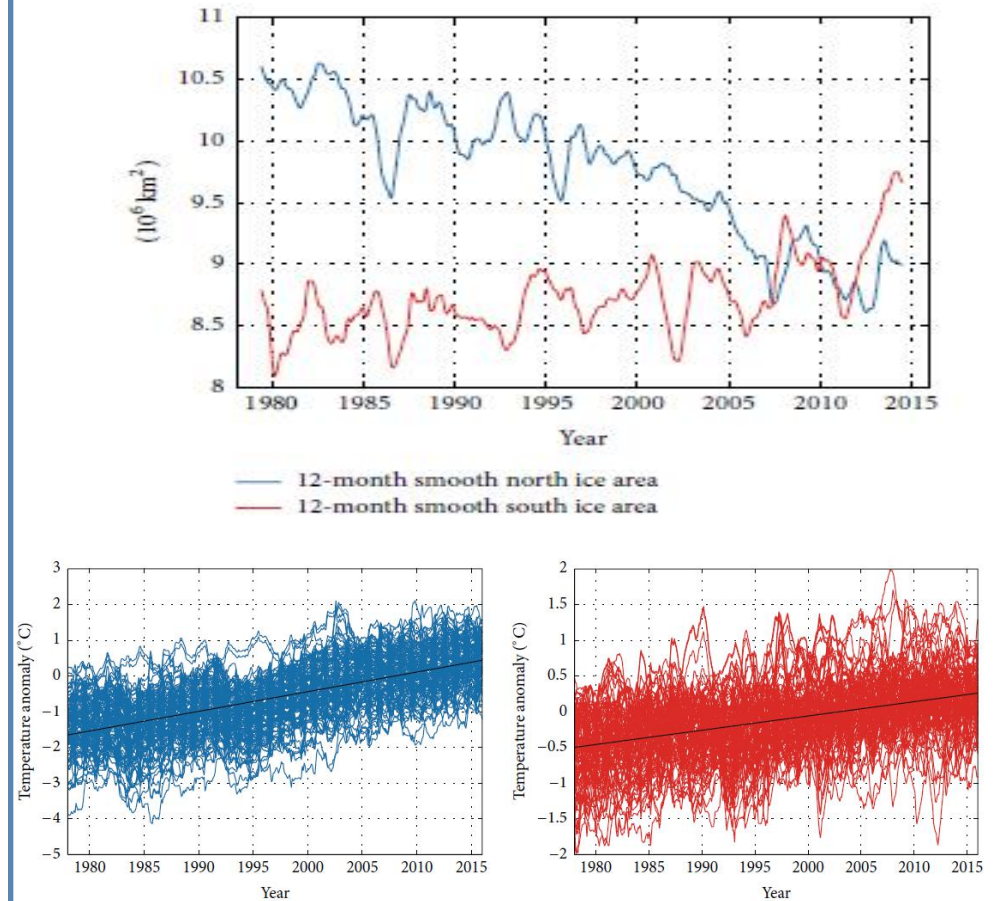 11
10.5
10
9.5
9
8.5
8
(10⁶ km²)
1980 1985 1990 1995 2000 2005 2010 2015
Year
12-month smooth north ice area
12-month smooth south ice area
3
2
1
0
−1
−2
−3
−4
−5
Temperature anomaly (°C)
1980 1985 1990 1995 2000 2005 2010 2015
Year
2
1.5
1
0.5
0
−0.5
−1
−1.5
−2
Temperature anomaly (°C)
1980 1985 1990 1995 2000 2005 2010 2015
Year